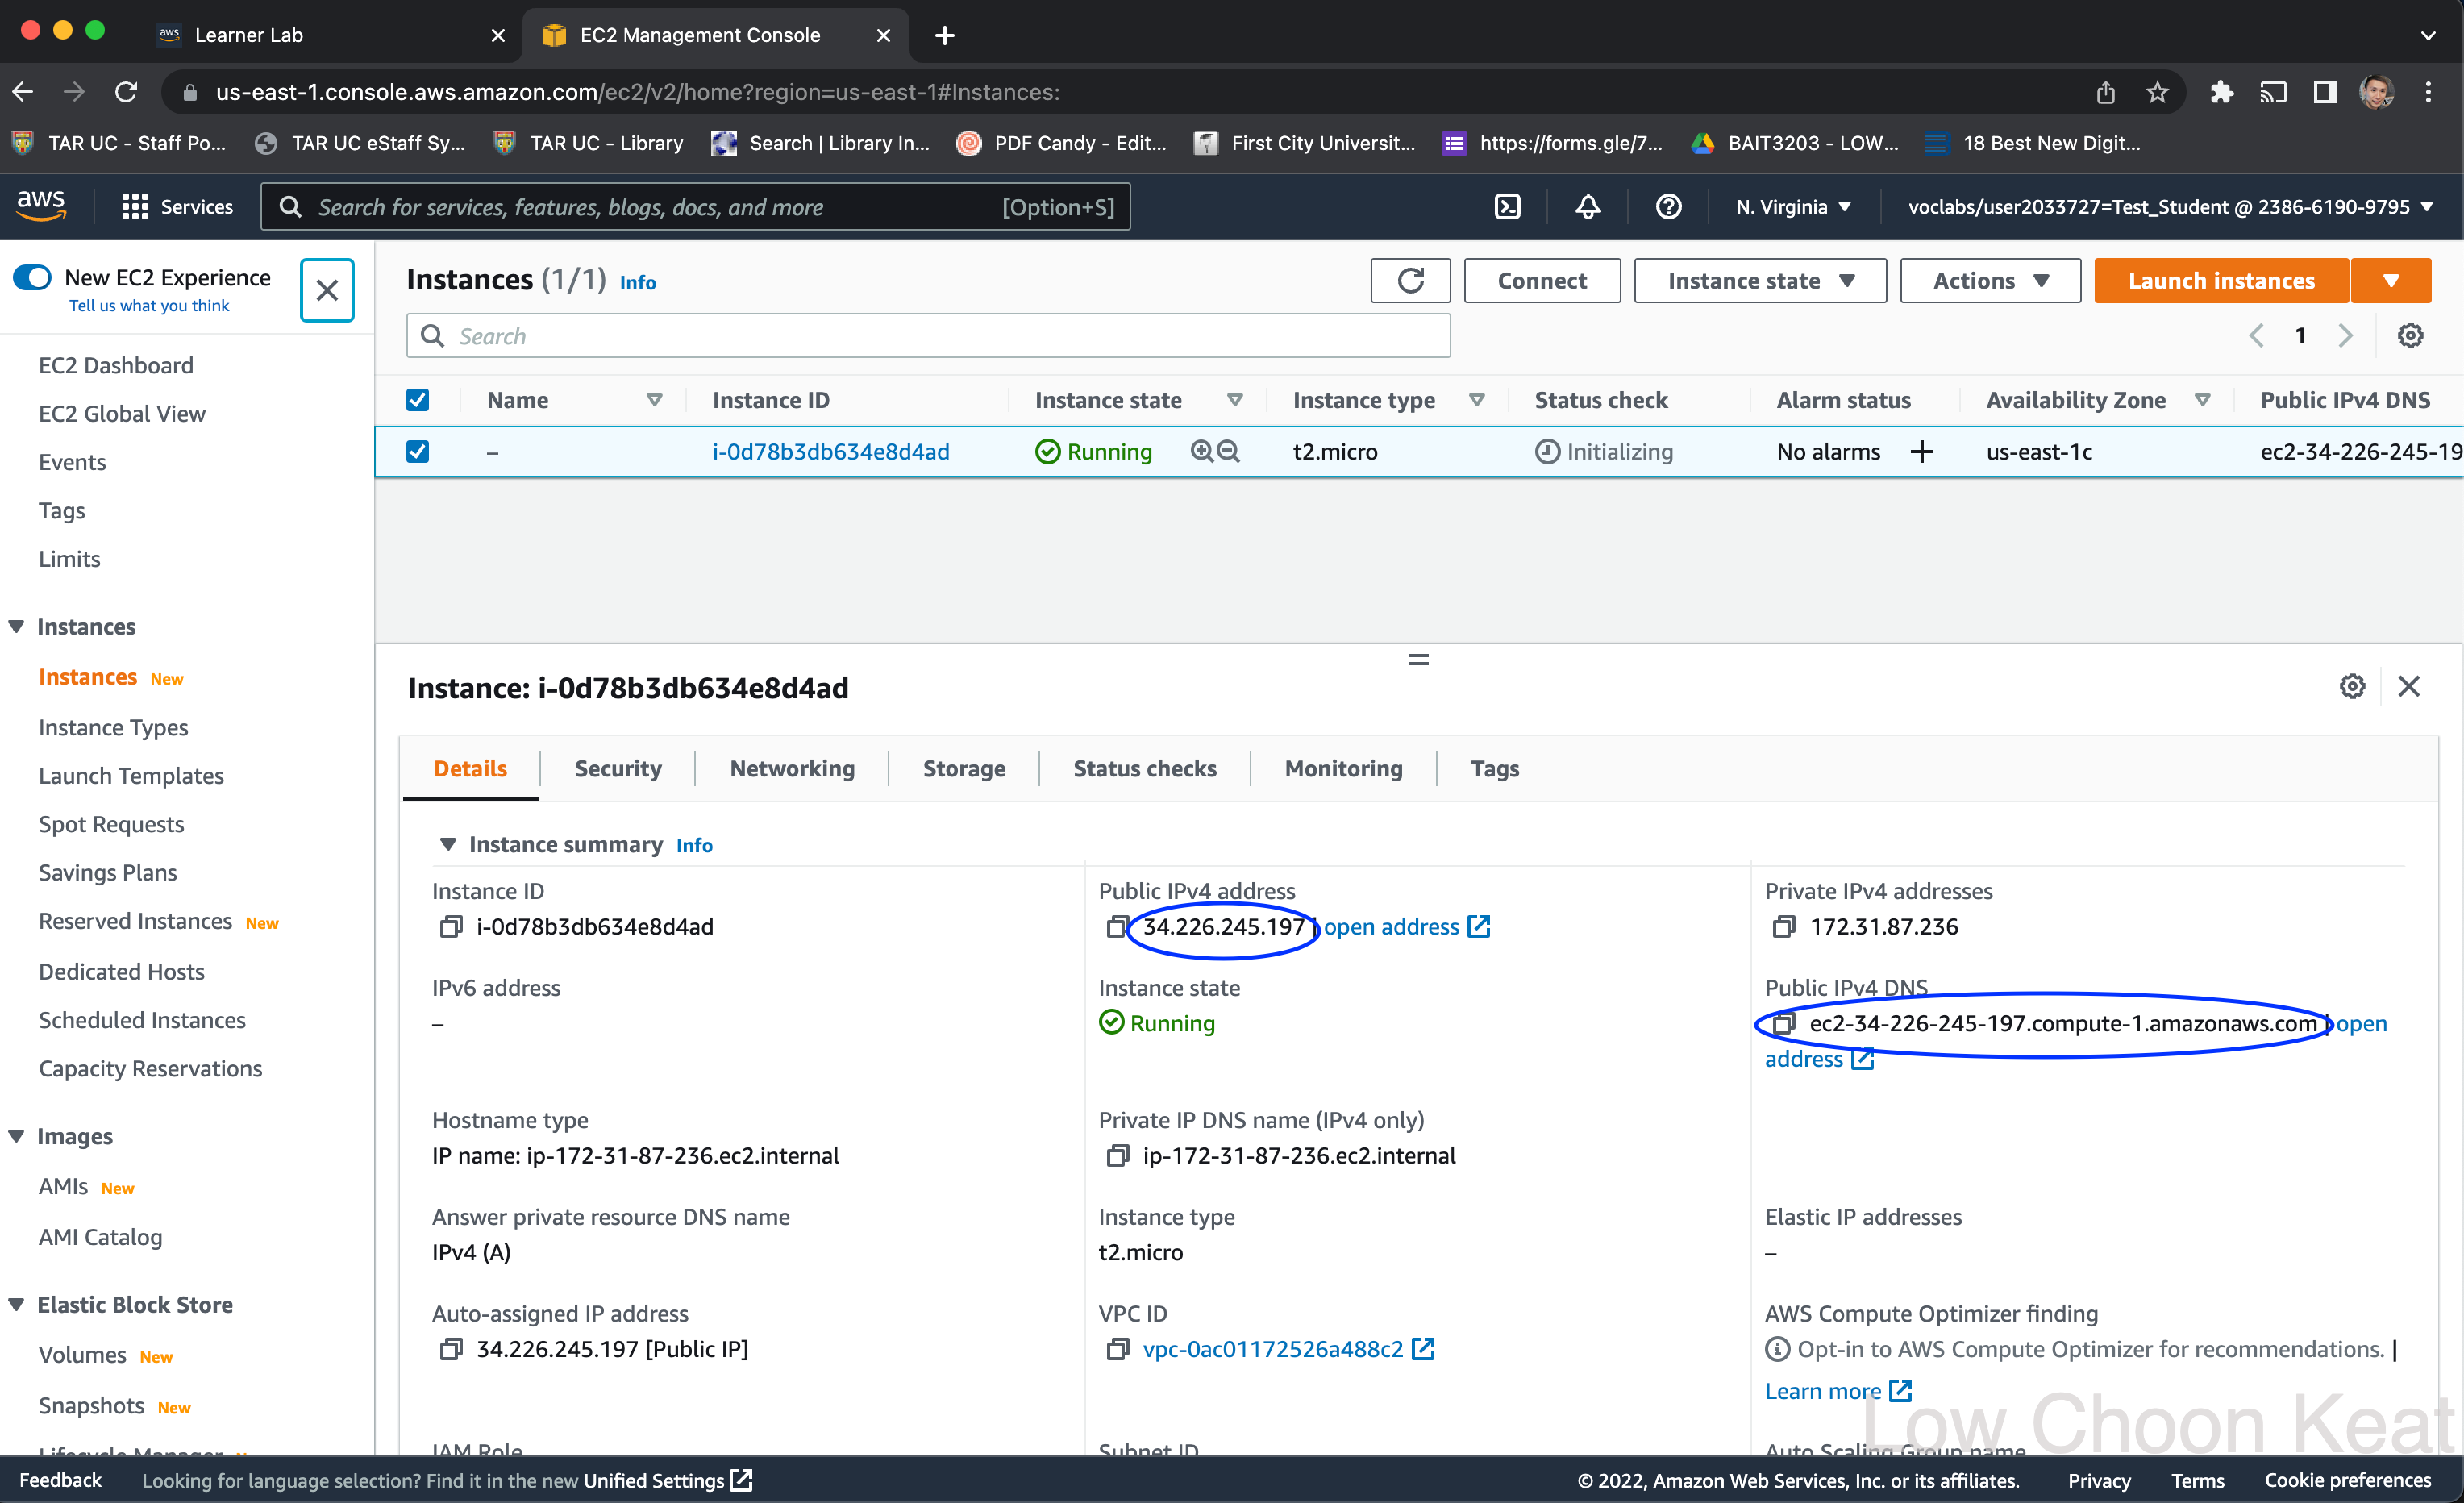 Learner Lab
EC2 Management Console
us-east-1.console.aws.amazon.com/ec2/v2/home?region=us-east-1#Instances:
TAR UC - Staff Po...
TAR UC eStaff Sy...
TAR UC - Library
Search | Library In...
PDF Candy - Edit...
First City Universit...
https://forms.gle/7...
BAIT3203 - LOW...
18 Best New Digit...
aws
Services
Search for services, features, blogs, docs, and more
[Option+S]
N. Virginia
voclabs/user2033727=Test_Student @ 2386-6190-9795
New EC2 Experience
Tell us what you think
EC2 Dashboard
EC2 Global View
Events
Tags
Limits
Instances
Instances New
Instance Types
Launch Templates
Spot Requests
Savings Plans
Reserved Instances New
Dedicated Hosts
Scheduled Instances
Capacity Reservations
Images
AMIs New
AMI Catalog
Elastic Block Store
Volumes New
Snapshots New
Lifecycle Manager
Instances (1/1) Info
Connect
Instance state
Actions
Launch instances
Search
1
Name Instance ID Instance state Instance type Status check Alarm status Availability Zone Public IPv4 DNS
– i-0d78b3db634e8d4ad Running t2.micro Initializing No alarms + us-east-1c ec2-34-226-245-19
Instance: i-0d78b3db634e8d4ad
Details Security Networking Storage Status checks Monitoring Tags
Instance summary Info
Instance ID
i-0d78b3db634e8d4ad
Public IPv4 address
34.226.245.197 | open address
Private IPv4 addresses
172.31.87.236
IPv6 address
–
Instance state
Running
Public IPv4 DNS
ec2-34-226-245-197.compute-1.amazonaws.com | open
address
Hostname type
IP name: ip-172-31-87-236.ec2.internal
Private IP DNS name (IPv4 only)
ip-172-31-87-236.ec2.internal
Answer private resource DNS name
IPv4 (A)
Instance type
t2.micro
Elastic IP addresses
–
Auto-assigned IP address
34.226.245.197 [Public IP]
VPC ID
vpc-0ac01172526a488c2
AWS Compute Optimizer finding
Opt-in to AWS Compute Optimizer for recommendations. |
Learn more
IAM Role
Subnet ID
Auto Scaling Group name
Low Choon Keat
Feedback
Looking for language selection? Find it in the new Unified Settings
© 2022, Amazon Web Services, Inc. or its affiliates.
Privacy
Terms
Cookie preferences